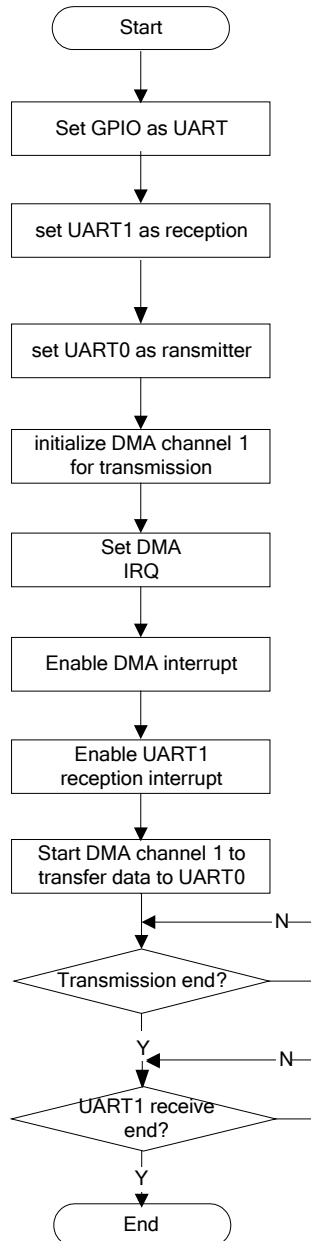 Start
Set GPIO as UART
set UART1 as reception
set UART0 as ransmitter
initialize DMA channel 1
for transmission
Set DMA
IRQ
Enable DMA interrupt
Enable UART1
reception interrupt
Start DMA channel 1 to
transfer data to UART0
N
Transmission end?
Y
N
UART1 receive
end?
Y
End